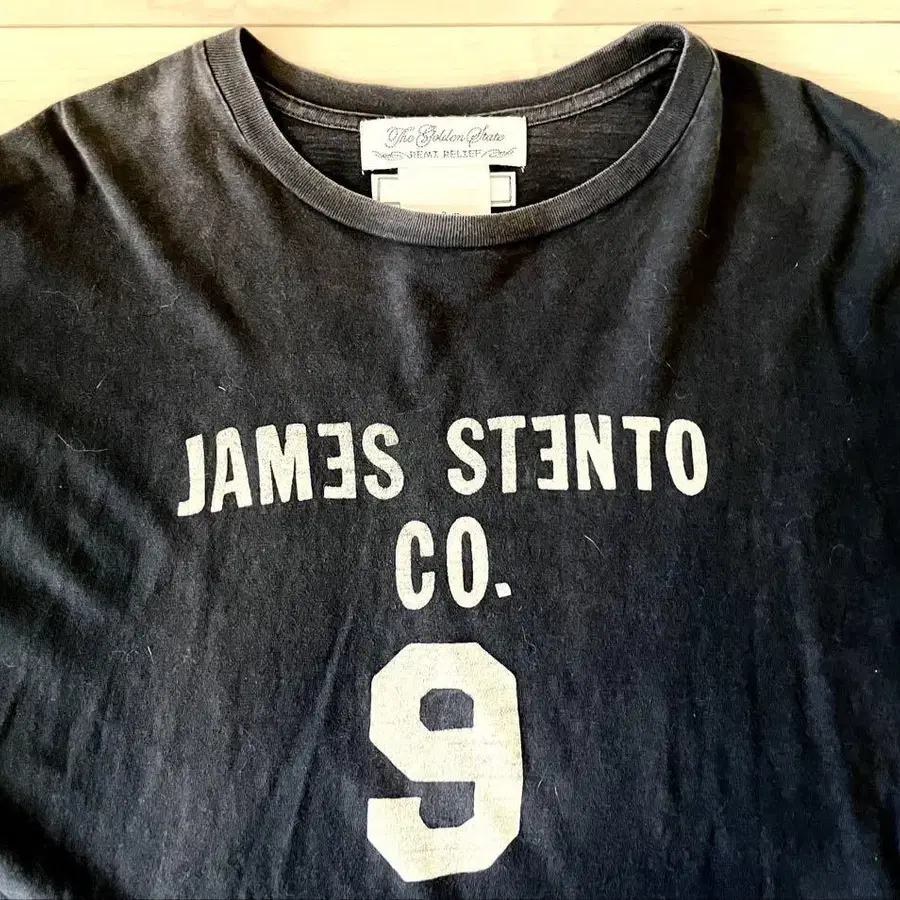 The Golden State
REMI RELIEF
JAMƎS STƎNTO
CO.
9